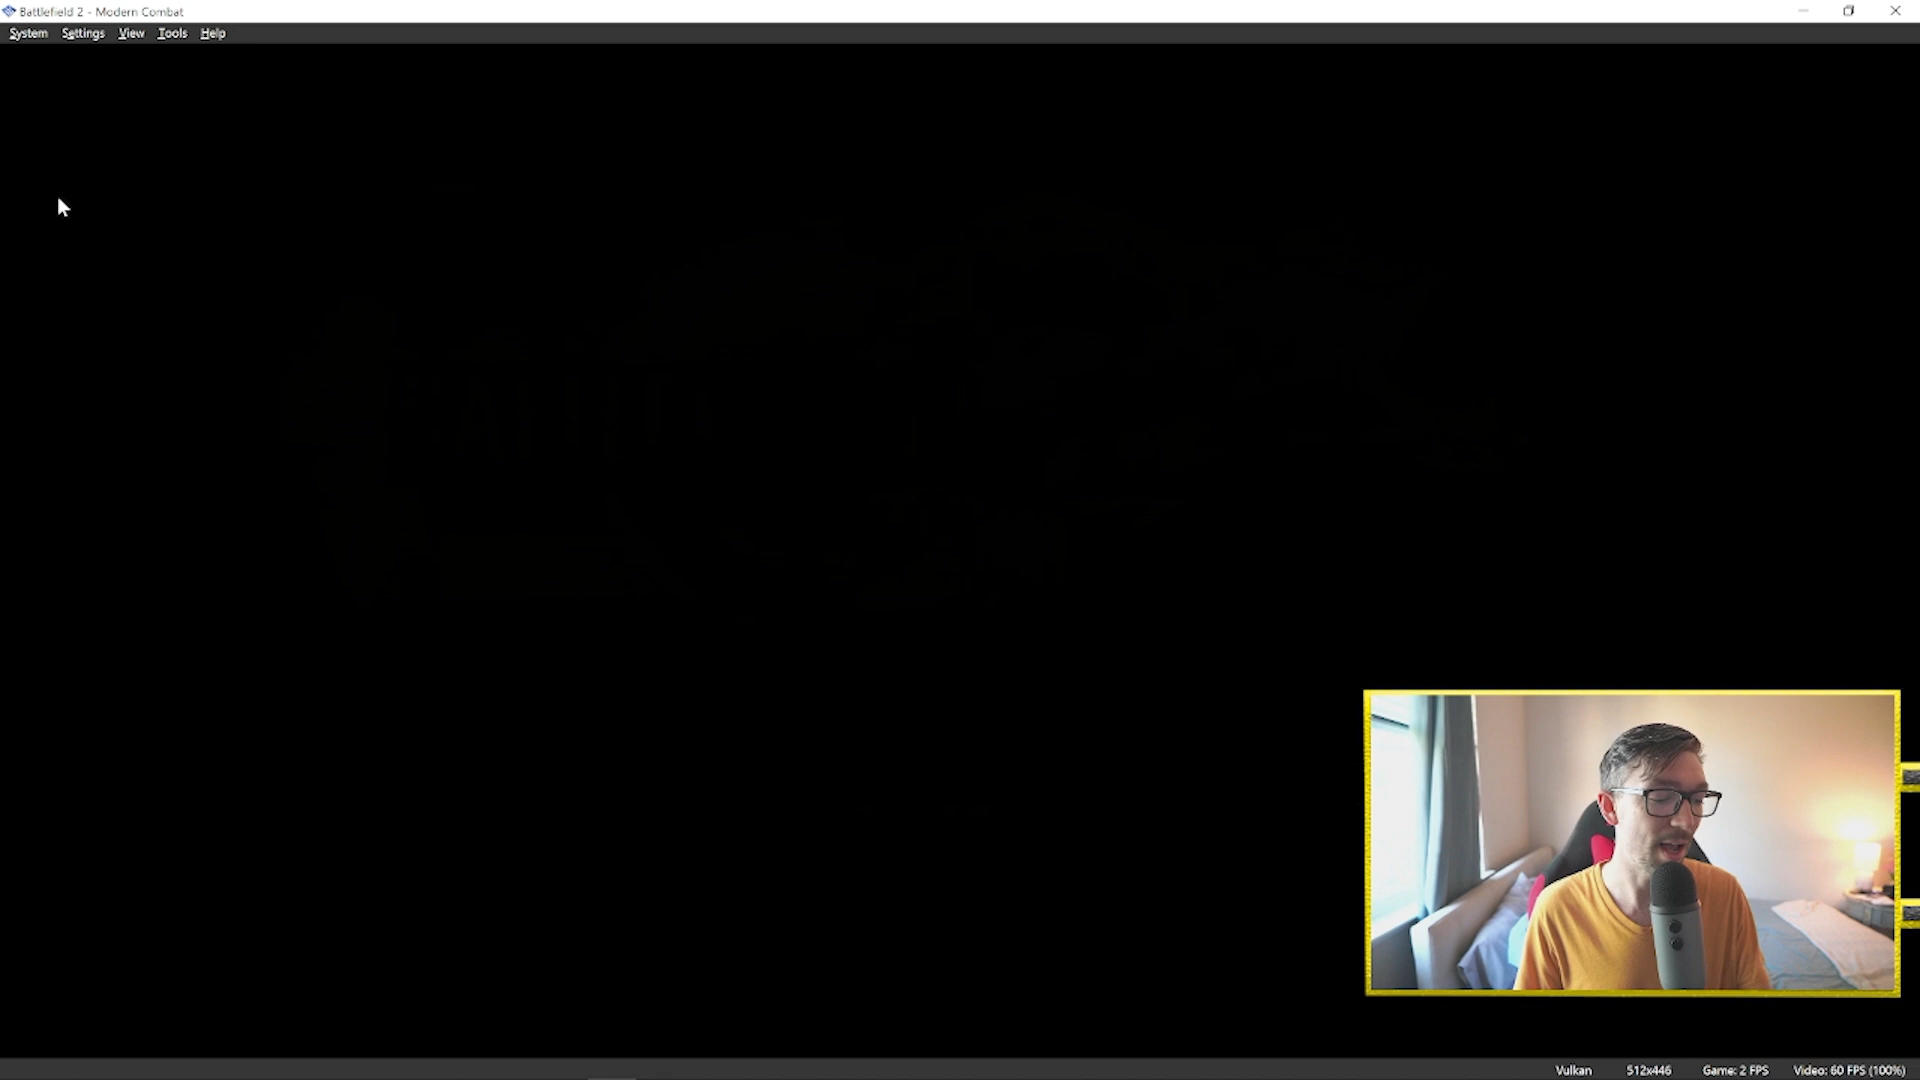 Battlefield 2 - Modern Combat
System Settings View Tools Help
Vulkan 512x446 Game: 2 FPS Video: 60 FPS (100%)